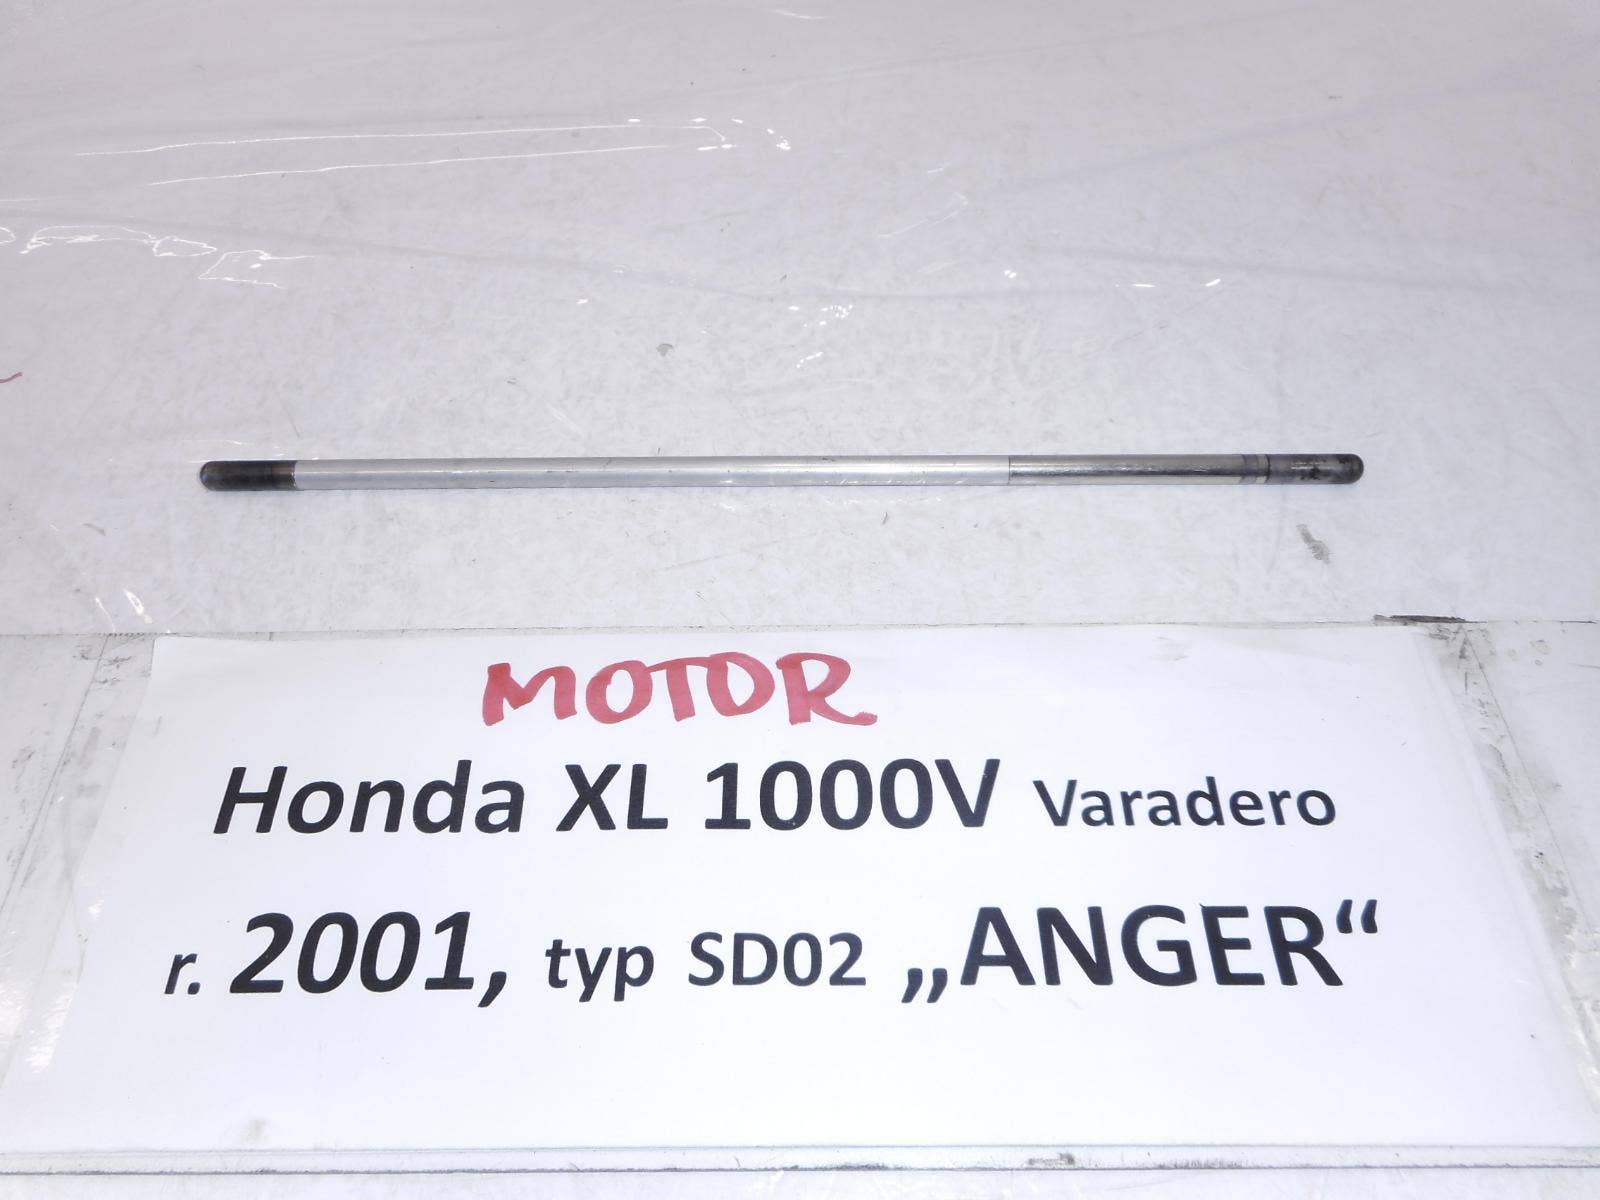 MOTOR
Honda XL 1000V Varadero
r. 2001, typ SD02 „ANGER“